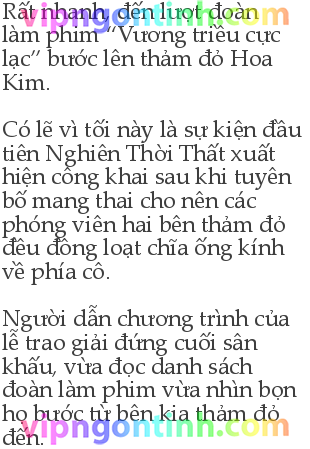 Rất nhanh, đến lượt đoàn
làm phim “Vương triều cực
lạc” bước lên thảm đỏ Hoa
Kim.
Có lẽ vì tối này là sự kiện đầu
tiên Nghiên Thời Thất xuất
hiện công khai sau khi tuyên
bố mang thai cho nên các
phóng viên hai bên thảm đỏ
đều đồng loạt chĩa ống kính
về phía cô.
Người dẫn chương trình của
lễ trao giải đứng cuối sân
khấu, vừa đọc danh sách
đoàn làm phim vừa nhìn bọn
họ bước từ bên kia thảm đỏ
đến.
vipngontinh.com
vipngontinh.com